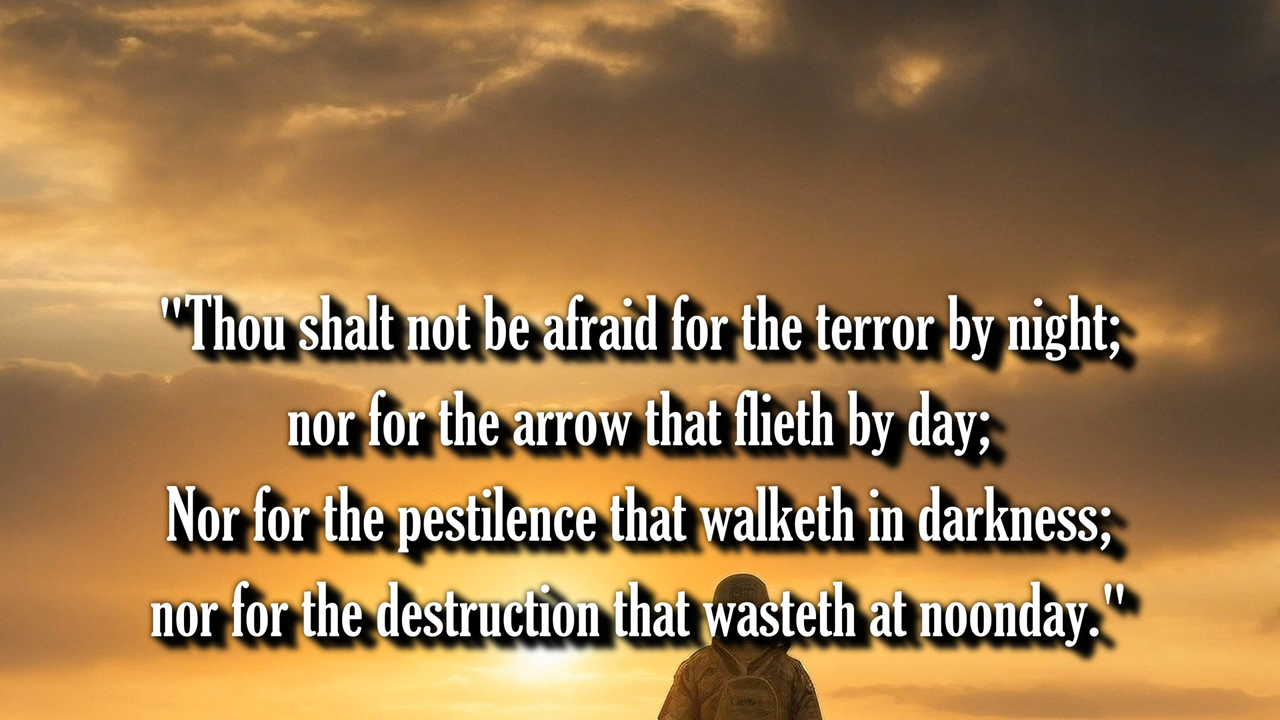 "Thou shalt not be afraid for the terror by night;
nor for the arrow that flieth by day;
Nor for the pestilence that walketh in darkness;
nor for the destruction that wasteth at noonday."